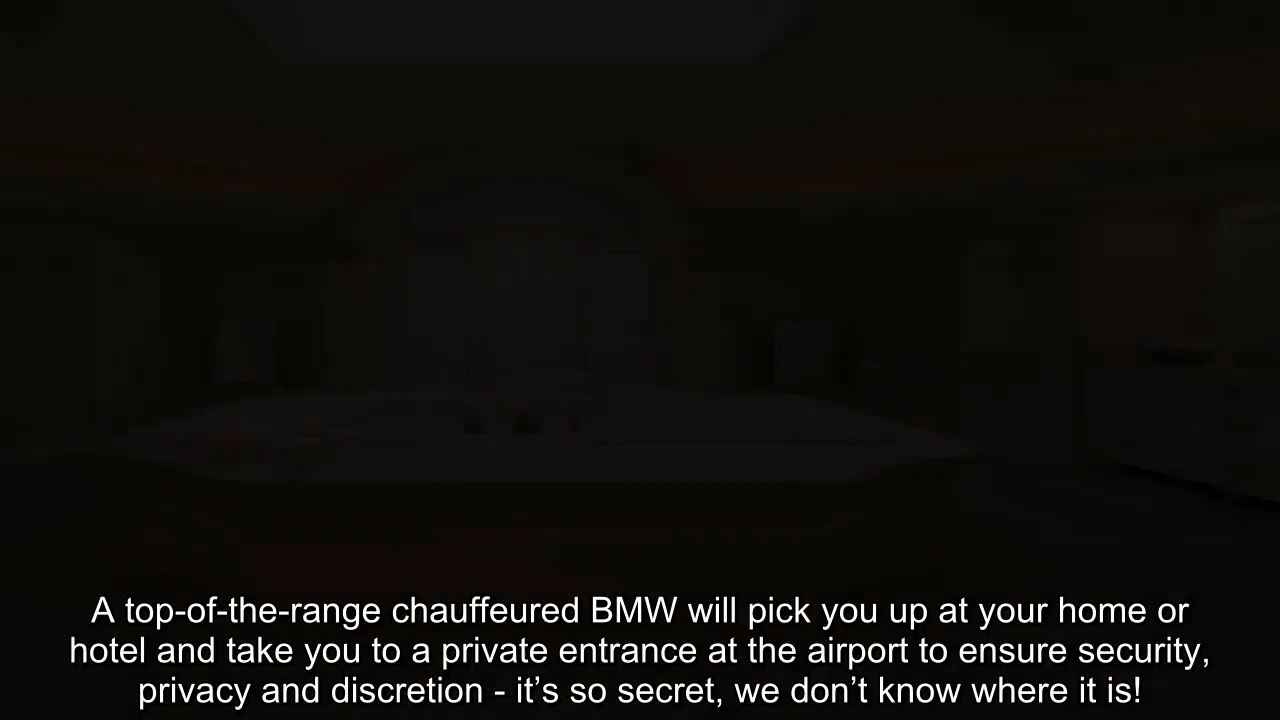 A top-of-the-range chauffeured BMW will pick you up at your home or
hotel and take you to a private entrance at the airport to ensure security,
privacy and discretion - it’s so secret, we don’t know where it is!